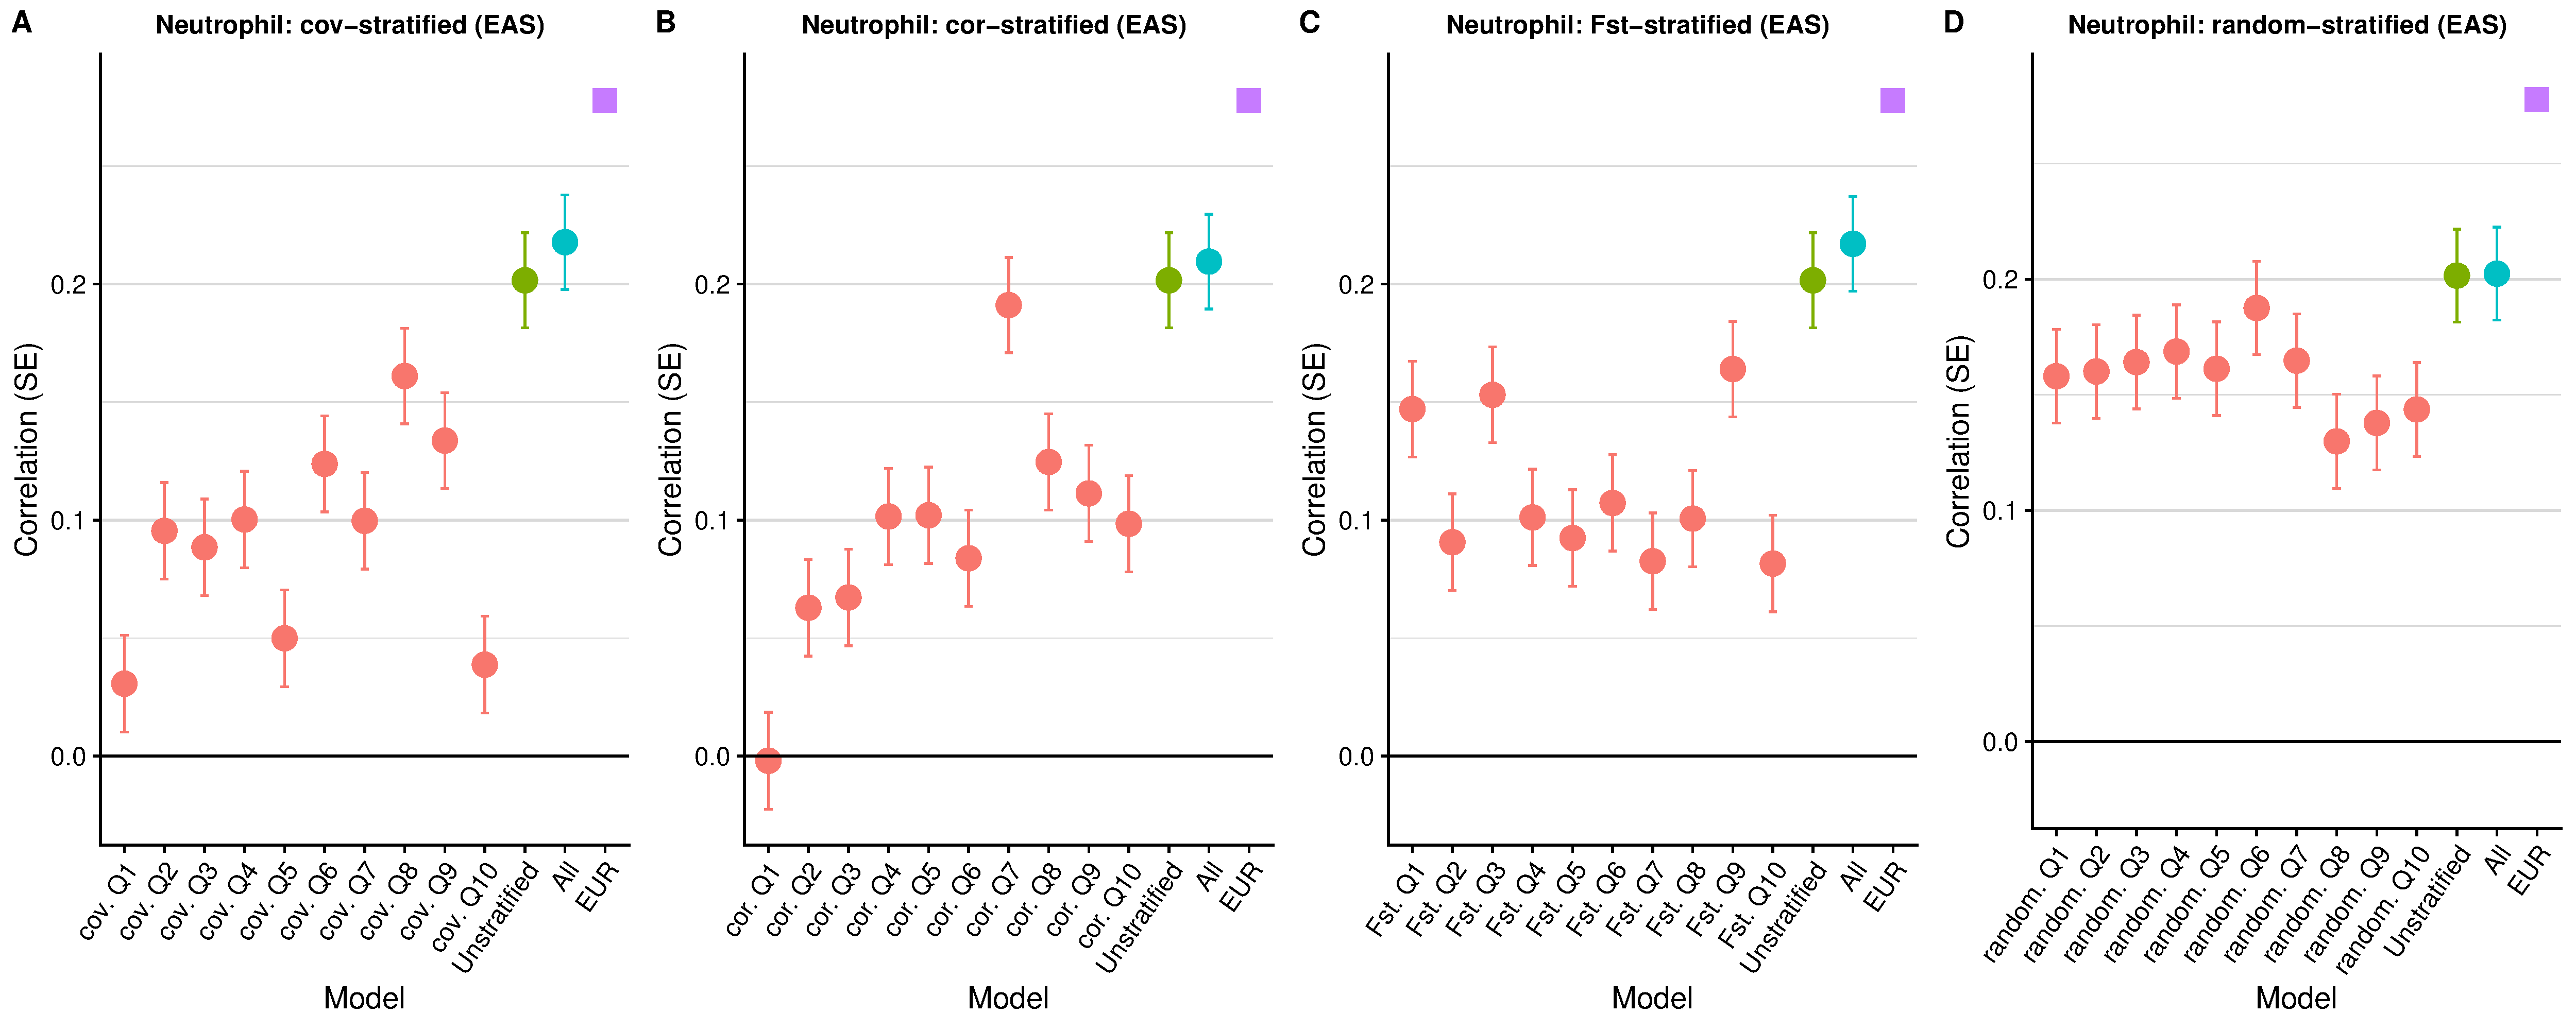 A
Neutrophil: cov−stratified (EAS)
Correlation (SE)
0.2
0.1
0.0
cov. Q1
cov. Q2
cov. Q3
cov. Q4
cov. Q5
cov. Q6
cov. Q7
cov. Q8
cov. Q9
cov. Q10
Unstratified
All
EUR
Model
B
Neutrophil: cor−stratified (EAS)
Correlation (SE)
0.2
0.1
0.0
cor. Q1
cor. Q2
cor. Q3
cor. Q4
cor. Q5
cor. Q6
cor. Q7
cor. Q8
cor. Q9
cor. Q10
Unstratified
All
EUR
Model
C
Neutrophil: Fst−stratified (EAS)
Correlation (SE)
0.2
0.1
0.0
Fst. Q1
Fst. Q2
Fst. Q3
Fst. Q4
Fst. Q5
Fst. Q6
Fst. Q7
Fst. Q8
Fst. Q9
Fst. Q10
Unstratified
All
EUR
Model
D
Neutrophil: random−stratified (EAS)
Correlation (SE)
0.2
0.1
0.0
random. Q1
random. Q2
random. Q3
random. Q4
random. Q5
random. Q6
random. Q7
random. Q8
random. Q9
random. Q10
Unstratified
All
EUR
Model